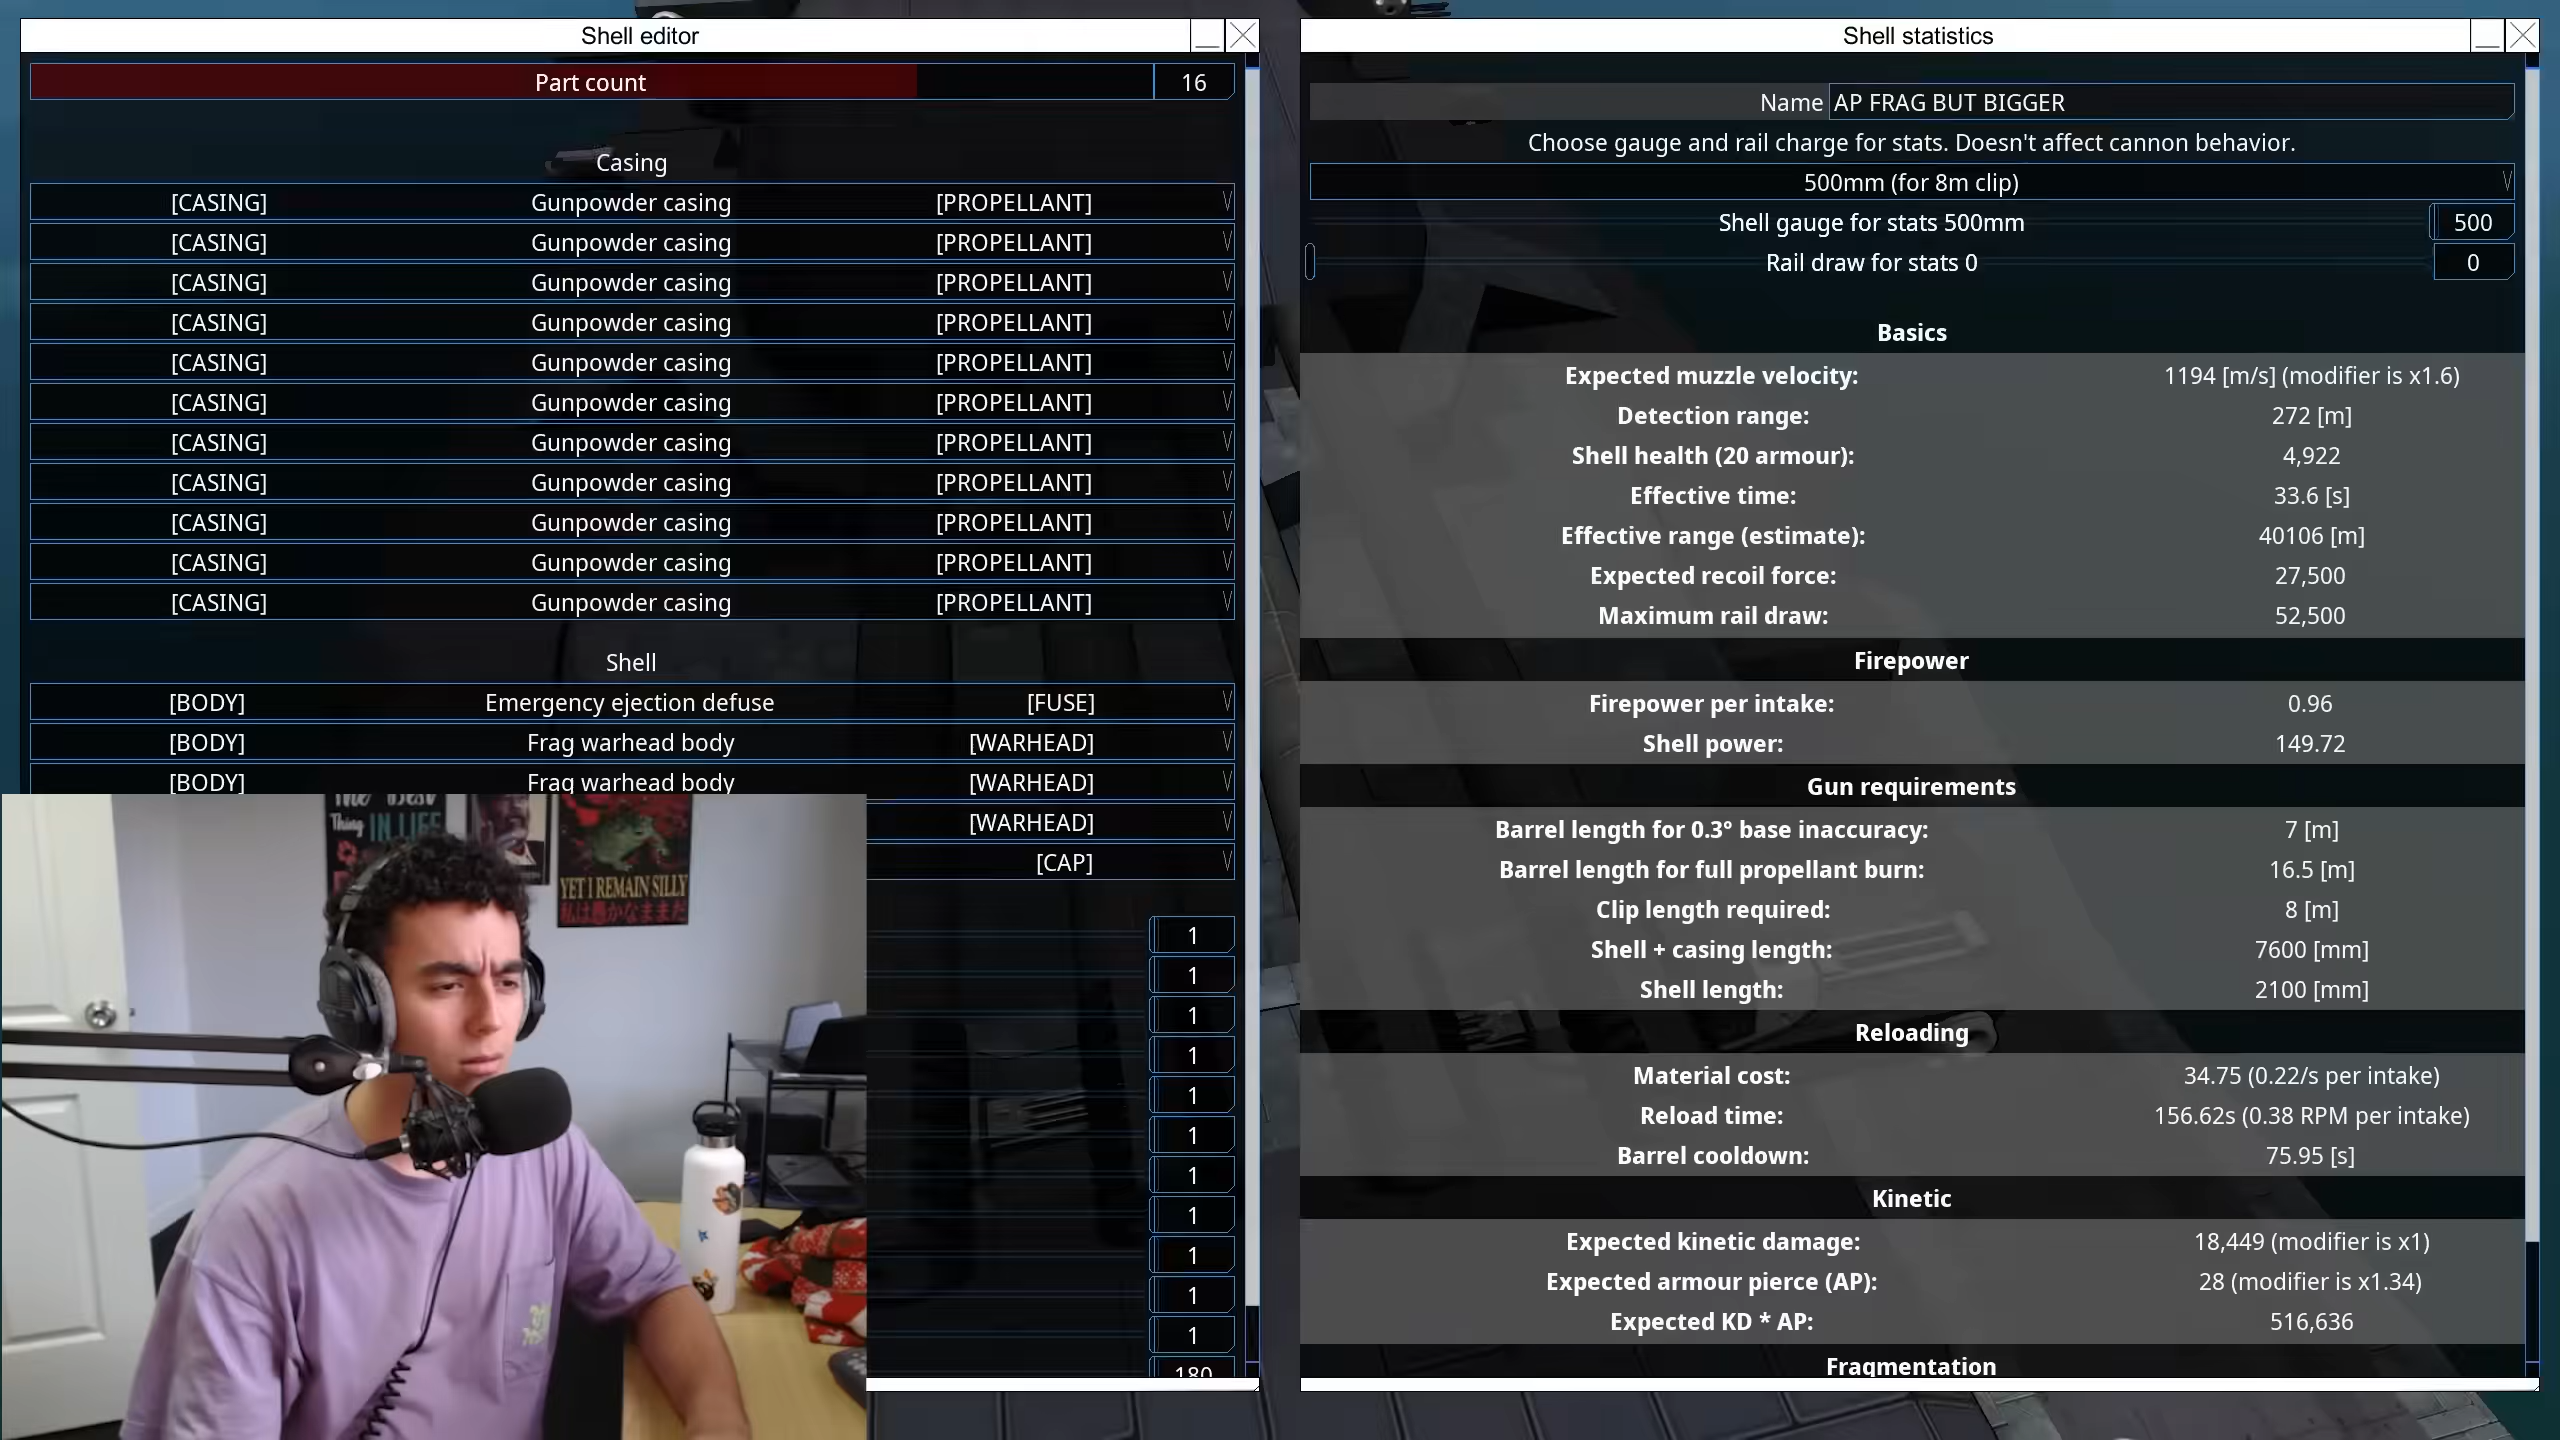 Shell editor
Part count 16
Casing
[CASING] Gunpowder casing [PROPELLANT]
[CASING] Gunpowder casing [PROPELLANT]
[CASING] Gunpowder casing [PROPELLANT]
[CASING] Gunpowder casing [PROPELLANT]
[CASING] Gunpowder casing [PROPELLANT]
[CASING] Gunpowder casing [PROPELLANT]
[CASING] Gunpowder casing [PROPELLANT]
[CASING] Gunpowder casing [PROPELLANT]
[CASING] Gunpowder casing [PROPELLANT]
[CASING] Gunpowder casing [PROPELLANT]
[CASING] Gunpowder casing [PROPELLANT]
Shell
[BODY] Emergency ejection defuse [FUSE]
[BODY] Frag warhead body [WARHEAD]
[BODY] Frag warhead body [WARHEAD]
[WARHEAD]
[CAP]
1
1
1
1
1
1
1
1
1
1
1
180
The Best
Thing IN LIFE
YET I REMAIN SILLY
私は愚かなままだ
Shell statistics
Name AP FRAG BUT BIGGER
Choose gauge and rail charge for stats. Doesn't affect cannon behavior.
500mm (for 8m clip)
Shell gauge for stats 500mm 500
Rail draw for stats 0 0
Basics
Expected muzzle velocity: 1194 [m/s] (modifier is x1.6)
Detection range: 272 [m]
Shell health (20 armour): 4,922
Effective time: 33.6 [s]
Effective range (estimate): 40106 [m]
Expected recoil force: 27,500
Maximum rail draw: 52,500
Firepower
Firepower per intake: 0.96
Shell power: 149.72
Gun requirements
Barrel length for 0.3° base inaccuracy: 7 [m]
Barrel length for full propellant burn: 16.5 [m]
Clip length required: 8 [m]
Shell + casing length: 7600 [mm]
Shell length: 2100 [mm]
Reloading
Material cost: 34.75 (0.22/s per intake)
Reload time: 156.62s (0.38 RPM per intake)
Barrel cooldown: 75.95 [s]
Kinetic
Expected kinetic damage: 18,449 (modifier is x1)
Expected armour pierce (AP): 28 (modifier is x1.34)
Expected KD * AP: 516,636
Fragmentation